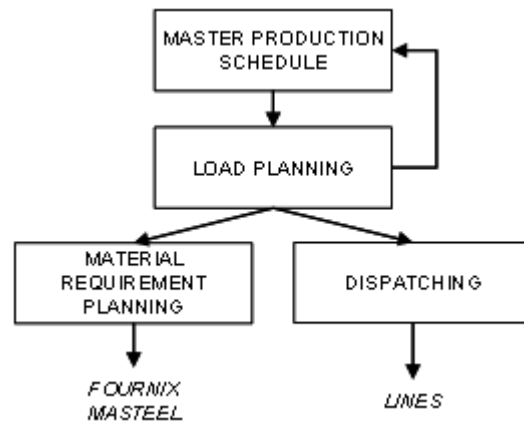 MASTER PRODUCTION
SCHEDULE
LOAD PLANNING
MATERIAL
REQUIREMENT
PLANNING
DISPATCHING
FOURNIX
MASTEEL
LINES